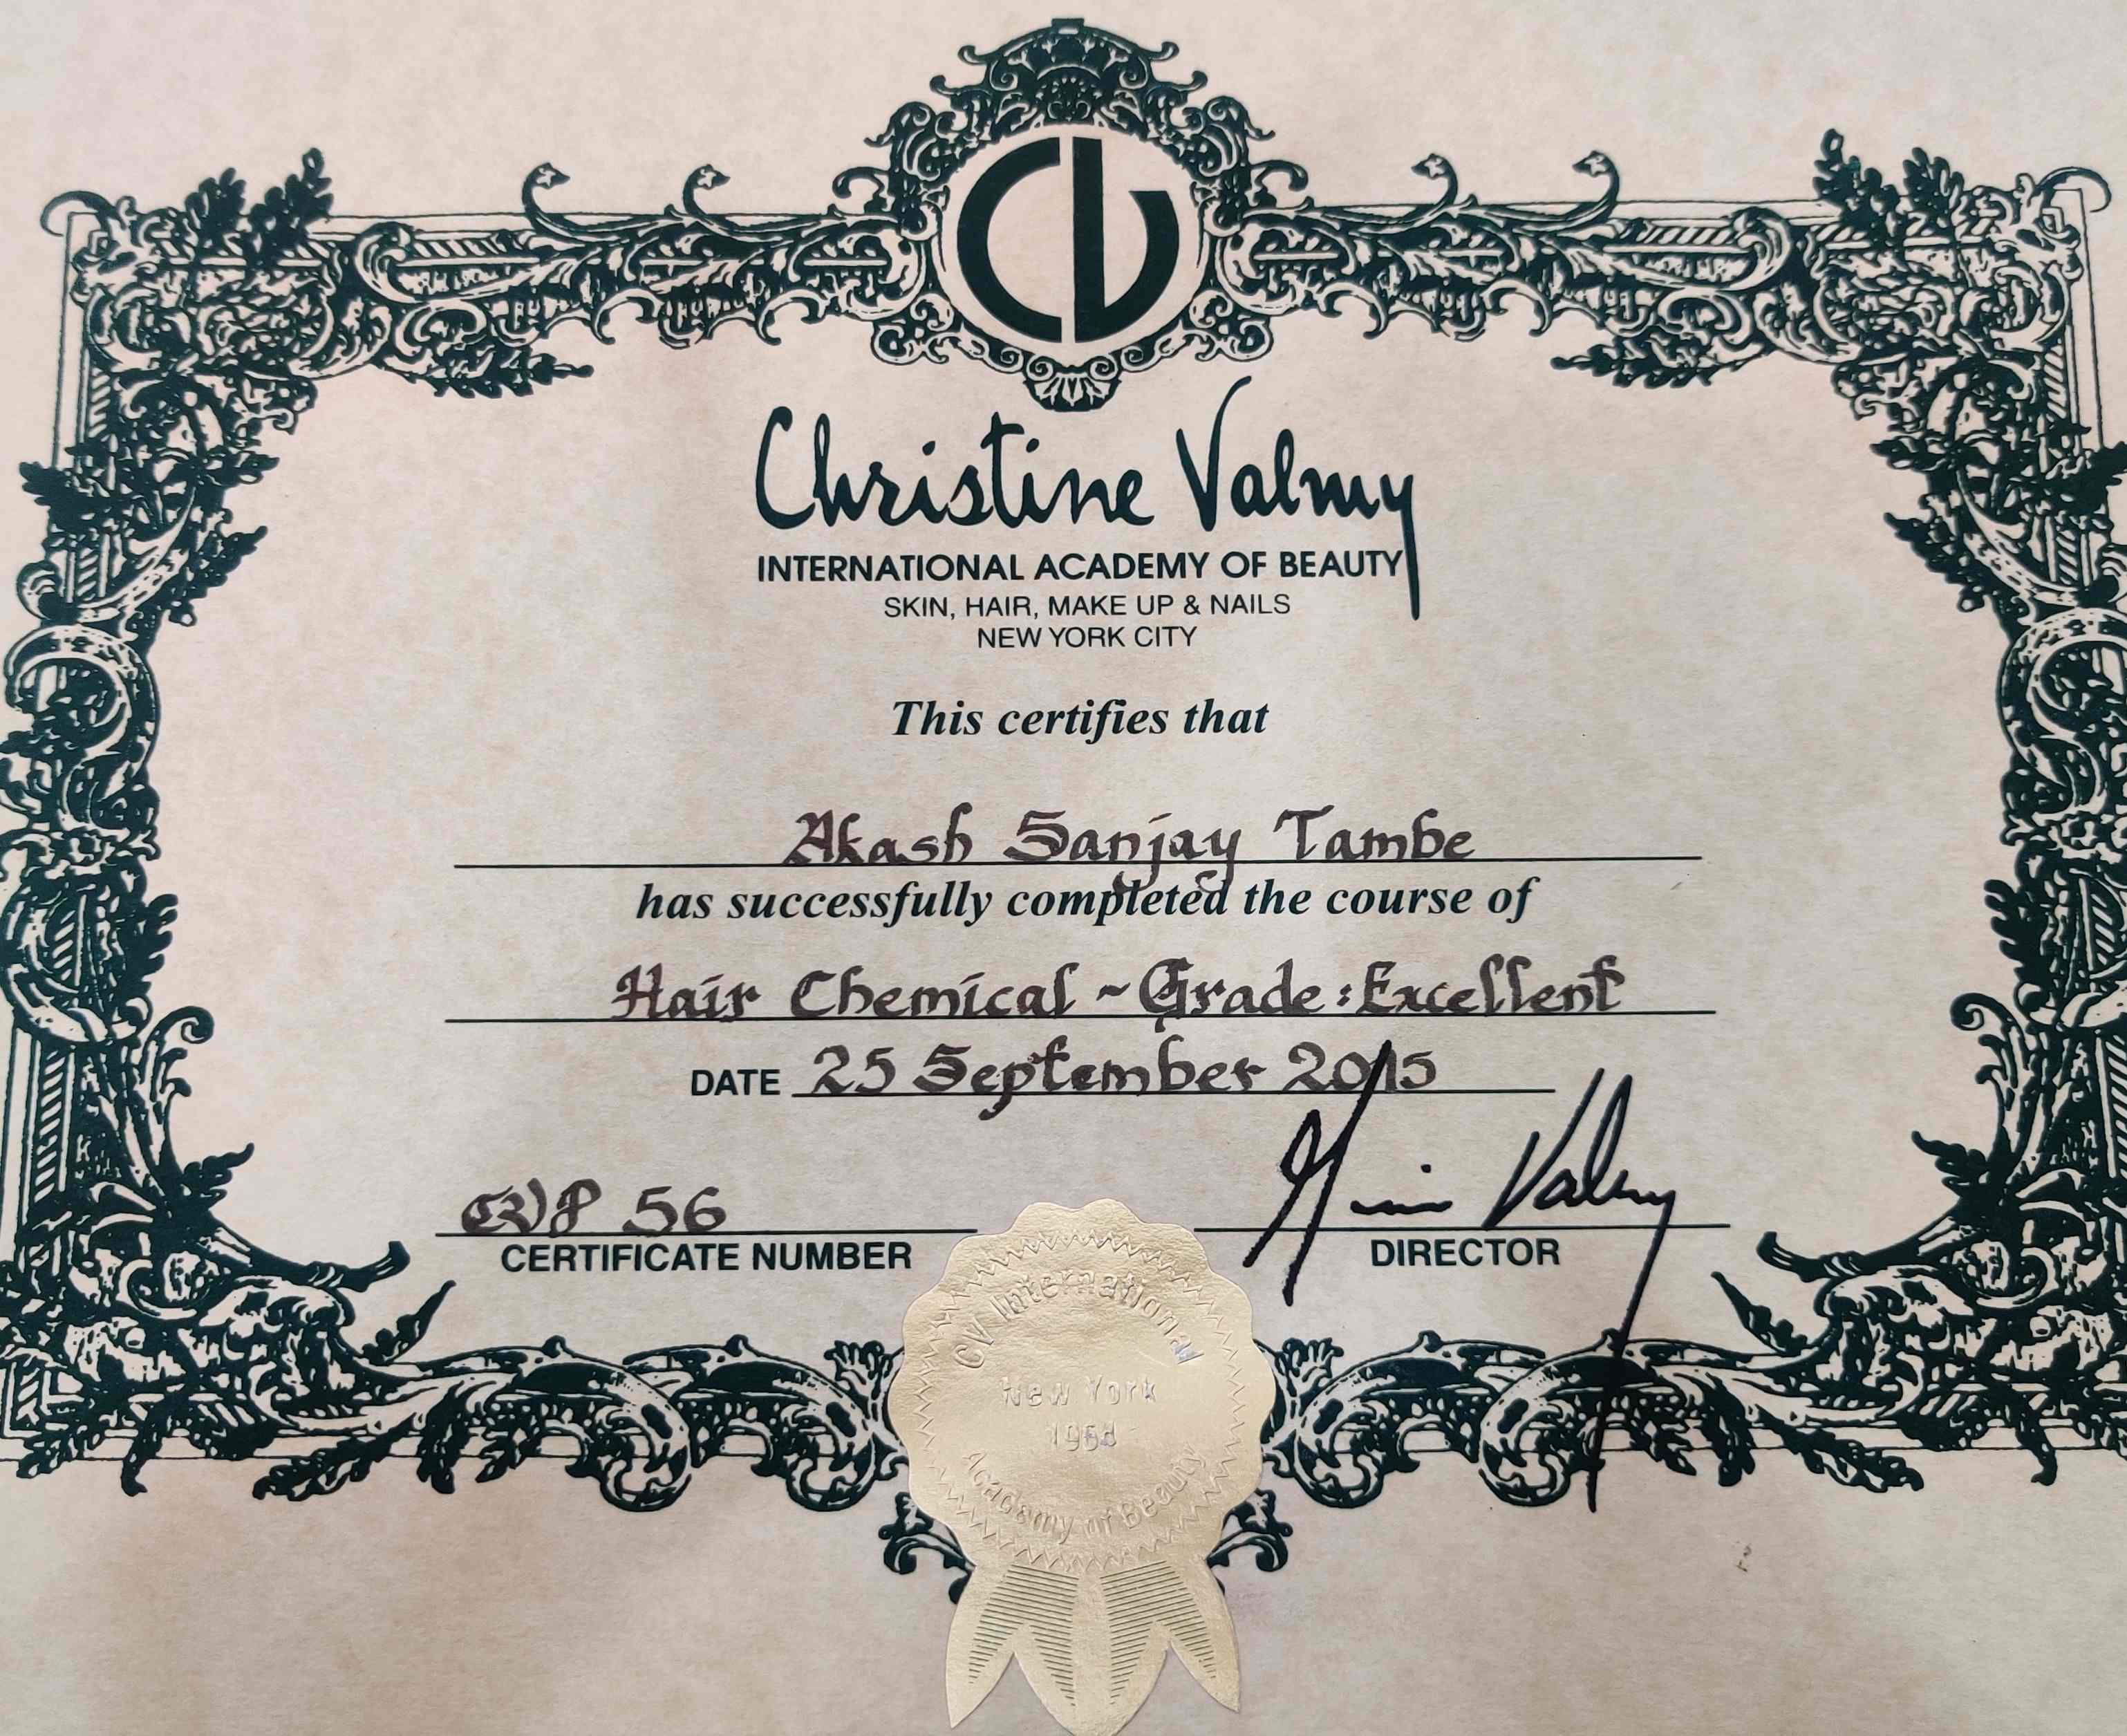 CV
Christine Valmy
INTERNATIONAL ACADEMY OF BEAUTY
SKIN, HAIR, MAKE UP & NAILS
NEW YORK CITY
This certifies that
Akash Sanjay Tambe
has successfully completed the course of
Hair Chemical ~ Grade : Excellent
DATE 25 September 2015
CVP 56
CERTIFICATE NUMBER
Valmy
DIRECTOR
CV International
New York
Academy of Beauty